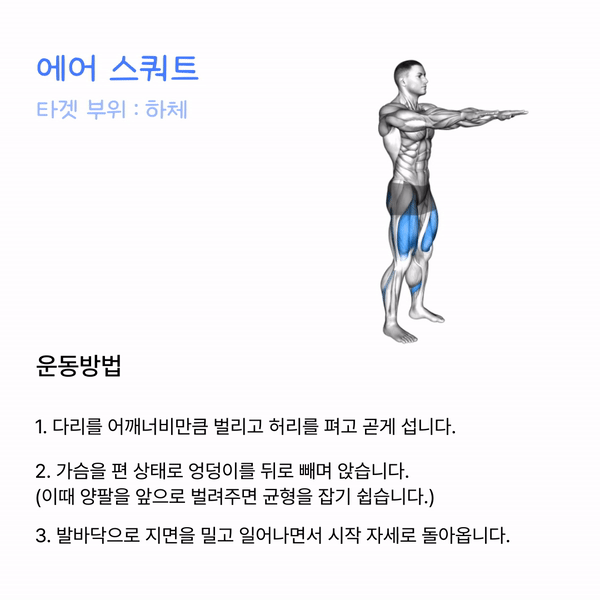 에어 스쿼트
타겟 부위 : 하체
운동방법
1. 다리를 어깨너비만큼 벌리고 허리를 펴고 곧게 섭니다.
2. 가슴을 편 상태로 엉덩이를 뒤로 빼며 앉습니다.
(이때 양팔을 앞으로 벌려주면 균형을 잡기 쉽습니다.)
3. 발바닥으로 지면을 밀고 일어나면서 시작 자세로 돌아옵니다.